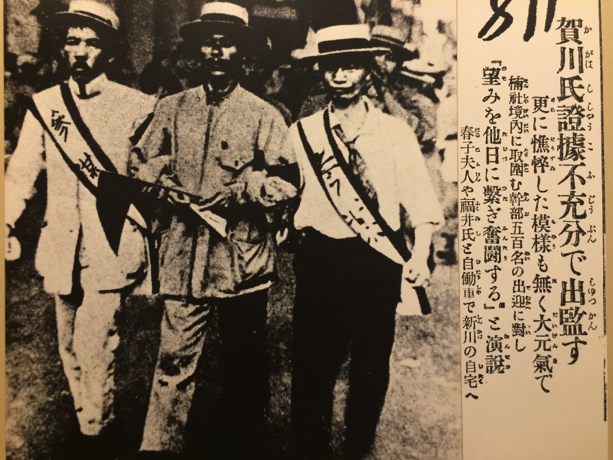 8/11
賀川氏證據不充分で出監す
更に憔悴した模様も無く大元氣で
楠社境内に取圍む幹部五百名の出迎に對し
「望みを他日に繋ぎ奮鬪する」と演説
春子夫人や福井氏と自働車で新川の自宅へ